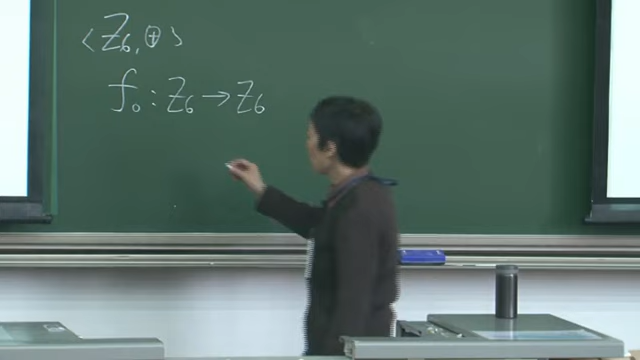 <Z₆, ⊕>
f₀ : Z₆ → Z₆